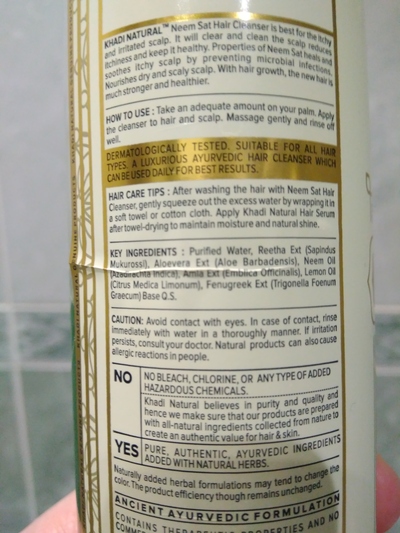 KHADI NATURAL™ Neem Sat Hair Cleanser is best for the itchy
and irritated scalp. It will clear and clean the scalp reduces
itchiness and keep it healthy. Properties of Neem Sat heals and
soothes itchy scalp by preventing microbial infections.
Nourishes dry and scaly scalp. With hair growth, the new hair is
much stronger and healthier.
HOW TO USE : Take an adequate amount on your palm. Apply
the cleanser to hair and scalp. Massage gently and rinse off
well.
DERMATOLOGICALLY TESTED. SUITABLE FOR ALL HAIR
TYPES. A LUXURIOUS AYURVEDIC HAIR CLEANSER WHICH
CAN BE USED DAILY FOR BEST RESULTS.
HAIR CARE TIPS : After washing the hair with Neem Sat Hair
Cleanser, gently squeeze out the excess water by wrapping it in
a soft towel or cotton cloth. Apply Khadi Natural Hair Serum
after towel-drying to maintain moisture and natural shine.
KEY INGREDIENTS : Purified Water, Reetha Ext (Sapindus
Mukurossi), Aloevera Ext (Aloe Barbadensis), Neem Oil
(Azadirachta Indica), Amla Ext (Emblica Officinalis), Lemon Oil
(Citrus Medica Limonum), Fenugreek Ext (Trigonella Foenum
Graecum) Base Q.S.
CAUTION: Avoid contact with eyes. In case of contact, rinse
immediately with water in a thorough manner. If irritation
persists, consult your doctor. Natural products can also cause
allergic reactions in people.
NO NO BLEACH, CHLORINE, OR ANY TYPE OF ADDED
HAZARDOUS CHEMICALS.
Khadi Natural believes in purity and quality and
hence we make sure that our products are prepared
with all-natural ingredients collected from nature to
create an authentic value for hair & skin.
YES PURE, AUTHENTIC, AYURVEDIC INGREDIENTS
ADDED WITH NATURAL HERBS.
Naturally added herbal formulations may tend to change the
color. The product efficiency though remains unchanged.
ANCIENT AYURVEDIC FORMULATION
CONTAINS THERAPEUTIC PROPERTIES AND NO